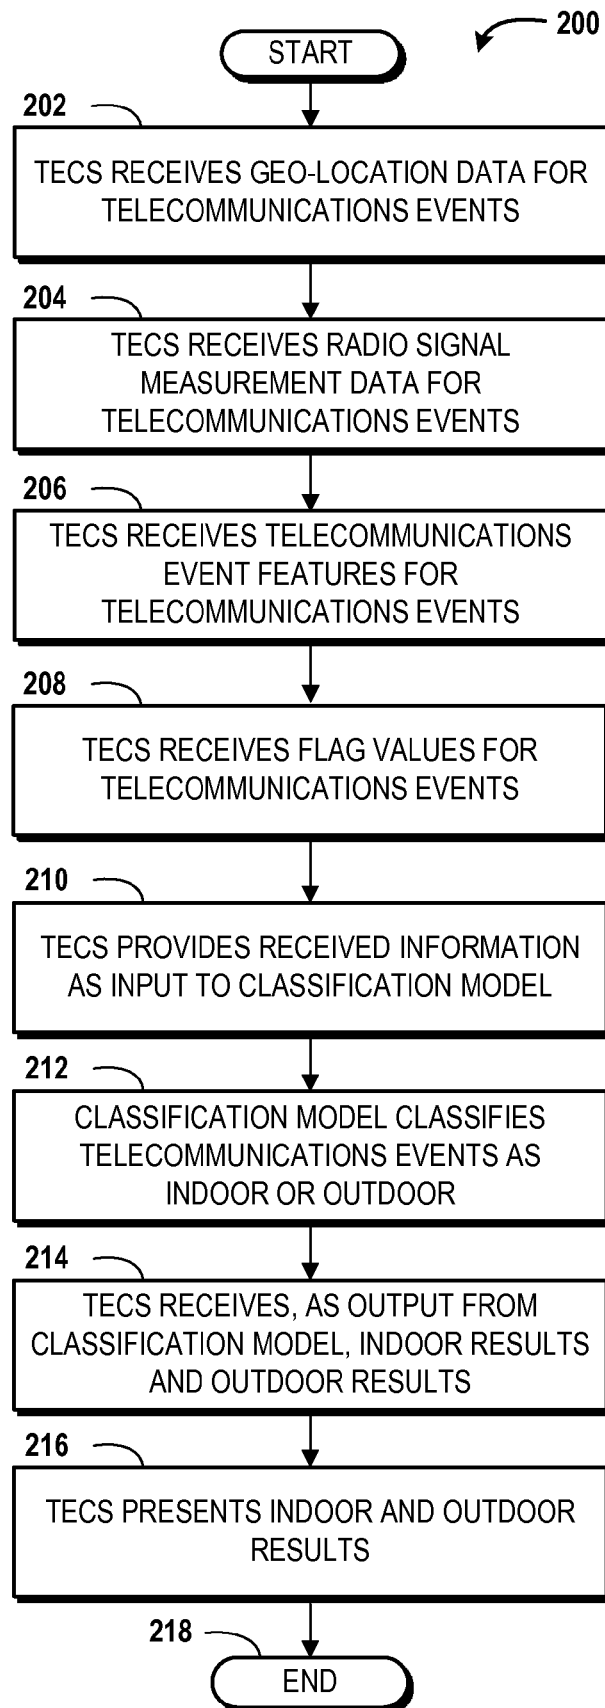 200
START
202
TECS RECEIVES GEO-LOCATION DATA FOR
TELECOMMUNICATIONS EVENTS
204
TECS RECEIVES RADIO SIGNAL
MEASUREMENT DATA FOR
TELECOMMUNICATIONS EVENTS
206
TECS RECEIVES TELECOMMUNICATIONS
EVENT FEATURES FOR
TELECOMMUNICATIONS EVENTS
208
TECS RECEIVES FLAG VALUES FOR
TELECOMMUNICATIONS EVENTS
210
TECS PROVIDES RECEIVED INFORMATION
AS INPUT TO CLASSIFICATION MODEL
212
CLASSIFICATION MODEL CLASSIFIES
TELECOMMUNICATIONS EVENTS AS
INDOOR OR OUTDOOR
214
TECS RECEIVES, AS OUTPUT FROM
CLASSIFICATION MODEL, INDOOR RESULTS
AND OUTDOOR RESULTS
216
TECS PRESENTS INDOOR AND OUTDOOR
RESULTS
218
END